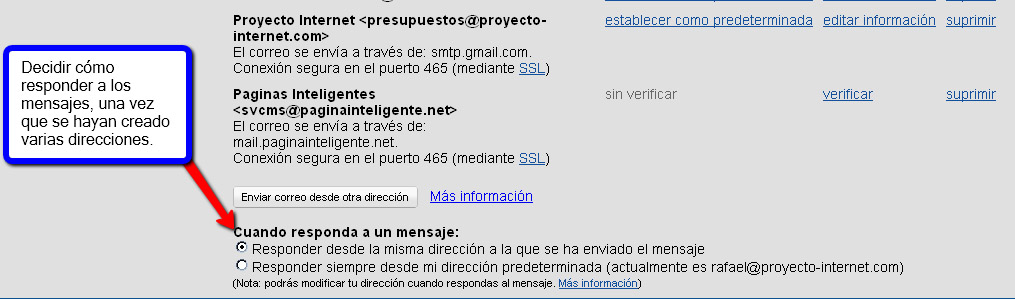 Proyecto Internet <presupuestos@proyecto-internet.com>
establecer como predeterminada
editar información
suprimir
El correo se envía a través de: smtp.gmail.com.
Conexión segura en el puerto 465 (mediante SSL)
Decidir cómo
responder a los
mensajes, una vez
que se hayan creado
varias direcciones.
Paginas Inteligentes
<svcms@paginainteligente.net>
sin verificar
verificar
suprimir
El correo se envía a través de:
mail.paginainteligente.net.
Conexión segura en el puerto 465 (mediante SSL)
Enviar correo desde otra dirección
Más información
Cuando responda a un mensaje:
Responder desde la misma dirección a la que se ha enviado el mensaje
Responder siempre desde mi dirección predeterminada (actualmente es rafael@proyecto-internet.com)
(Nota: podrás modificar tu dirección cuando respondas al mensaje. Más información)